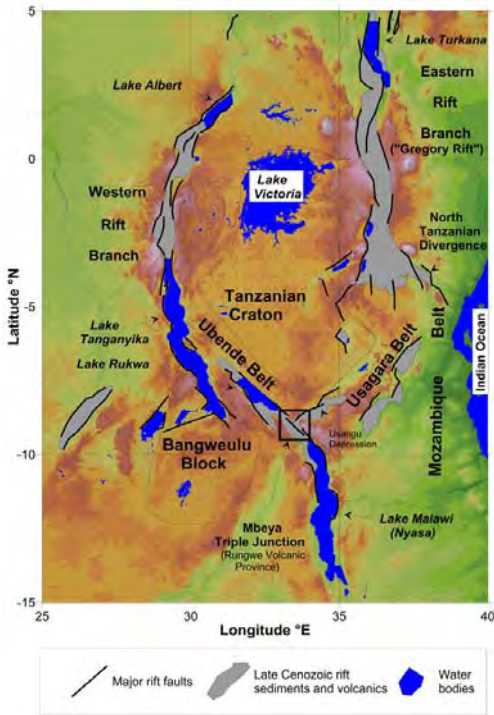 5
0
-5
-10
-15
Latitude °N
25
30
35
40
Longitude °E
Lake Turkana
Eastern
Rift
Branch
("Gregory Rift")
Lake Albert
Lake
Victoria
Western
Rift
Branch
North
Tanzanian
Divergence
Tanzanian
Craton
Lake
Tanganyika
Lake Rukwa
Ubende Belt
Usagara Belt
Mozambique Belt
Indian Ocean
Usangu
Depression
Bangweulu
Block
Mbeya
Triple Junction
(Rungwe Volcanic
Province)
Lake Malawi
(Nyasa)
Major rift faults
Late Cenozoic rift
sediments and volcanics
Water
bodies